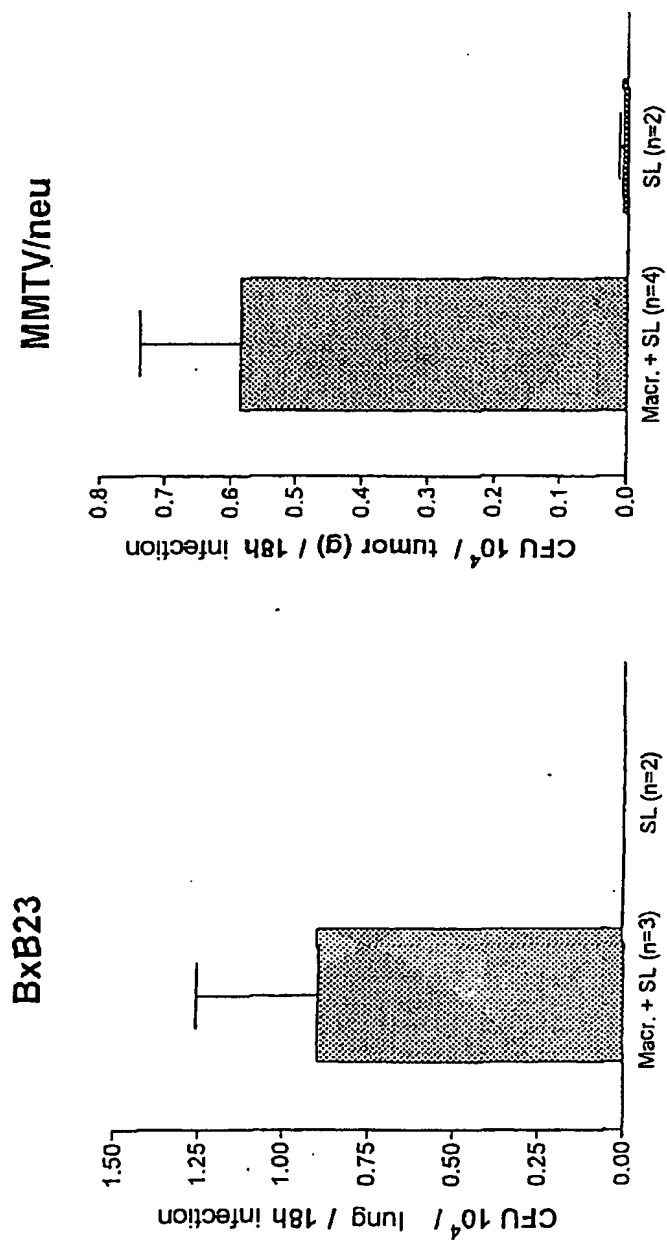 BxB23
CFU 10⁴ / lung / 18h infection
1.50
1.25
1.00
0.75
0.50
0.25
0.00
Macr. + SL (n=3)
SL (n=2)
MMTV/neu
CFU 10⁴ / tumor (g) / 18h infection
0.8
0.7
0.6
0.5
0.4
0.3
0.2
0.1
0.0
Macr. + SL (n=4)
SL (n=2)